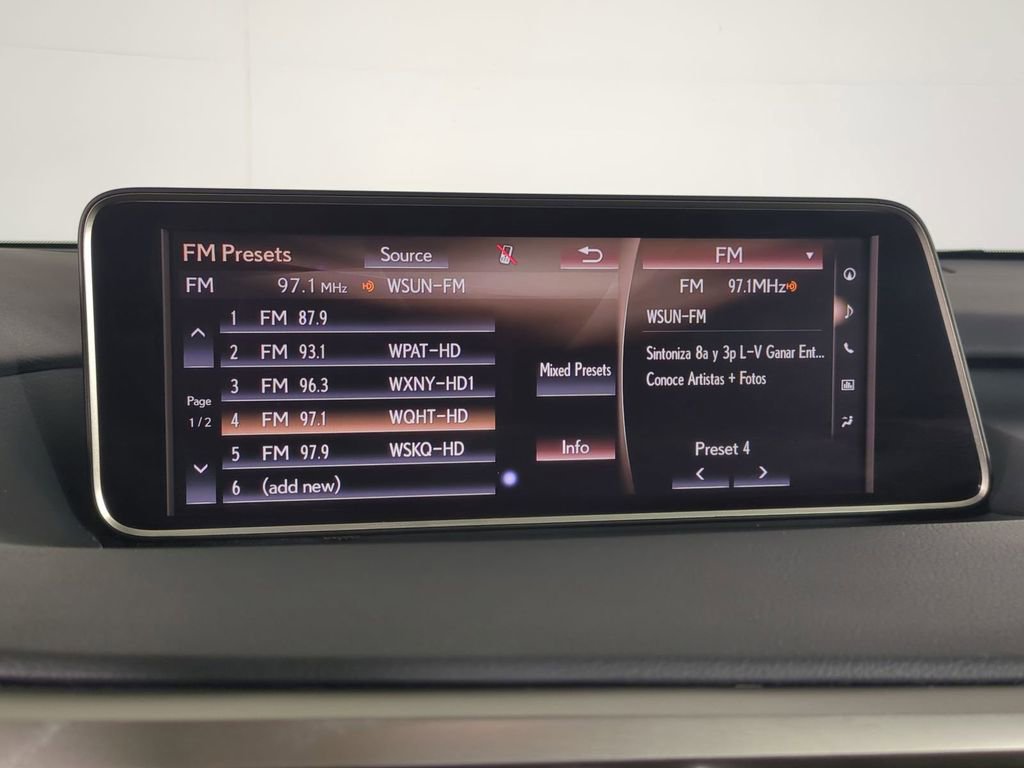 FM Presets Source
FM 97.1 MHz WSUN-FM
1 FM 87.9
2 FM 93.1 WPAT-HD
3 FM 96.3 WXNY-HD1
4 FM 97.1 WQHT-HD
5 FM 97.9 WSKQ-HD
6 (add new)
Page
1/2
Mixed Presets
Info
FM
FM 97.1MHz
WSUN-FM
Sintoniza 8a y 3p L-V Ganar Ent...
Conoce Artistas + Fotos
Preset 4